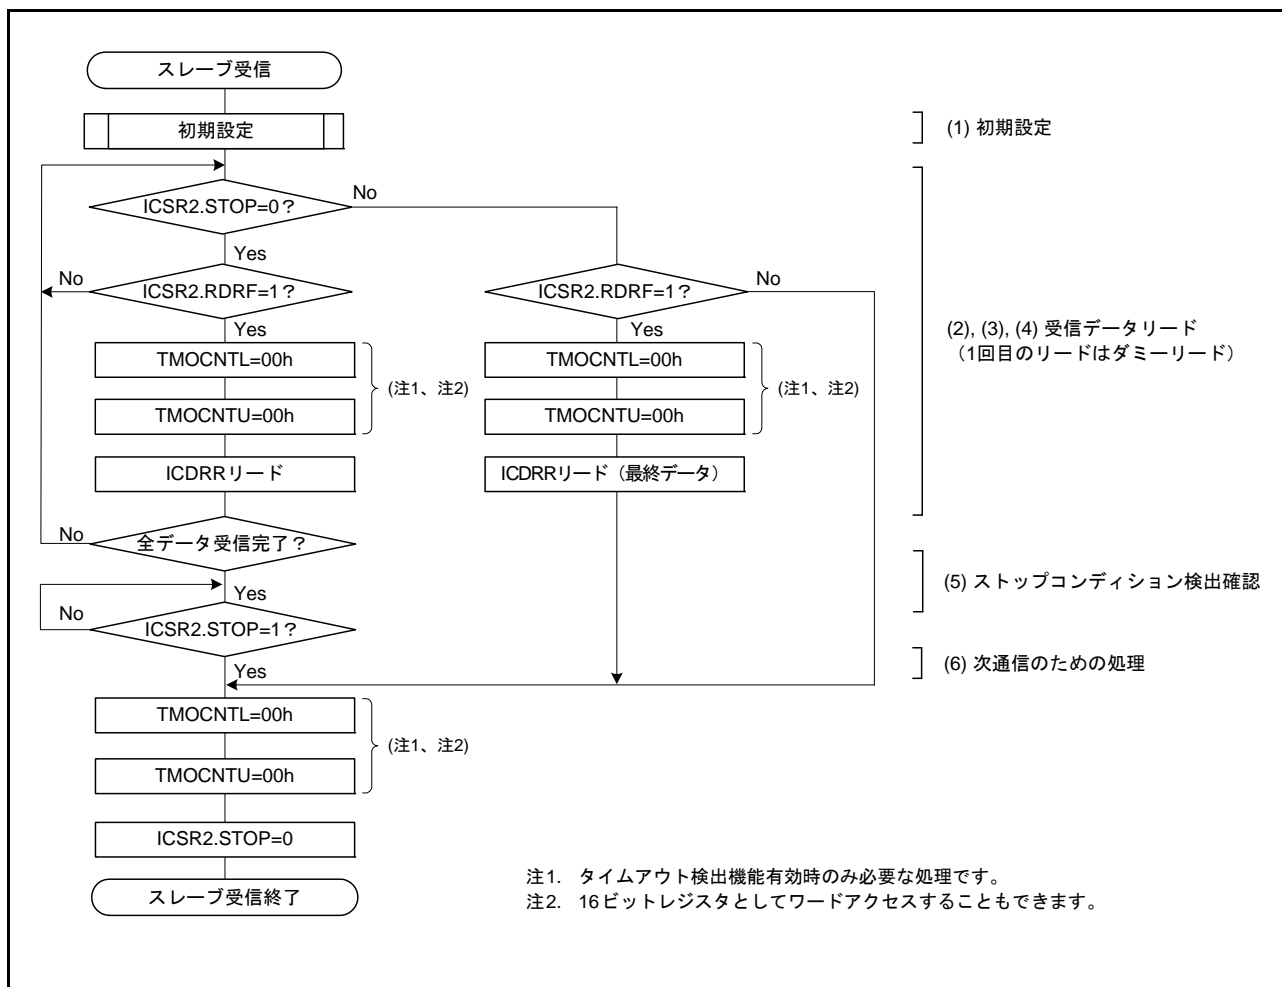 スレーブ受信
初期設定
(1) 初期設定
ICSR2.STOP=0？
No
Yes
No
ICSR2.RDRF=1？
Yes
ICSR2.RDRF=1？
No
Yes
(2), (3), (4) 受信データリード
（1回目のリードはダミーリード）
TMOCNTL=00h
TMOCNTU=00h
(注1、注2)
TMOCNTL=00h
TMOCNTU=00h
(注1、注2)
ICDRRリード
ICDRRリード（最終データ）
No
全データ受信完了？
Yes
(5) ストップコンディション検出確認
No
ICSR2.STOP=1？
Yes
(6) 次通信のための処理
TMOCNTL=00h
TMOCNTU=00h
(注1、注2)
ICSR2.STOP=0
スレーブ受信終了
注1. タイムアウト検出機能有効時のみ必要な処理です。
注2. 16ビットレジスタとしてワードアクセスすることもできます。